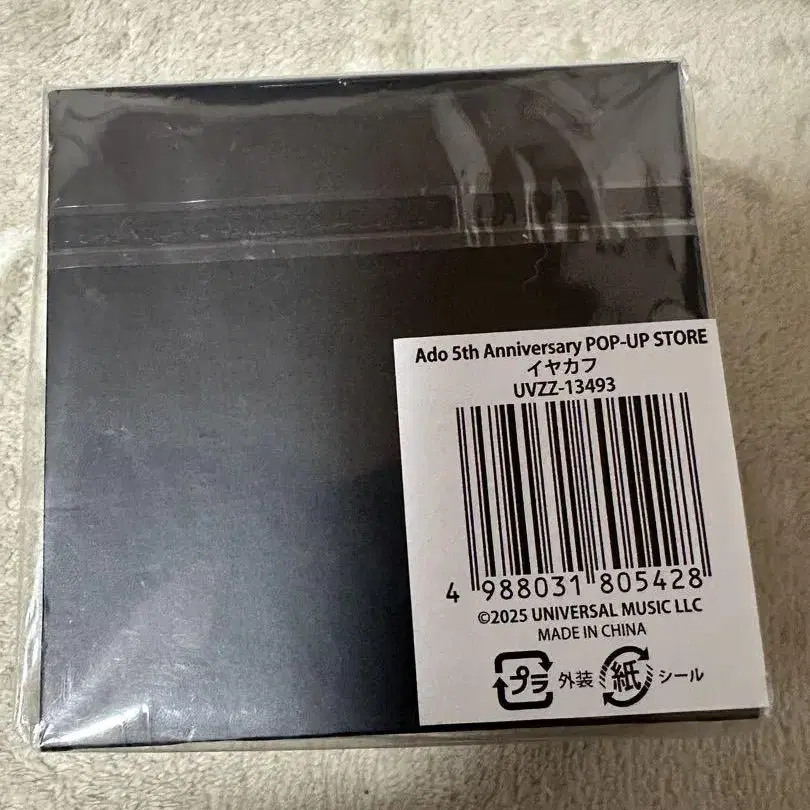 Ado 5th Anniversary POP-UP STORE
イヤカフ
UVZZ-13493
4 988031 805428
©2025 UNIVERSAL MUSIC LLC
MADE IN CHINA
プラ 外装 紙 シール